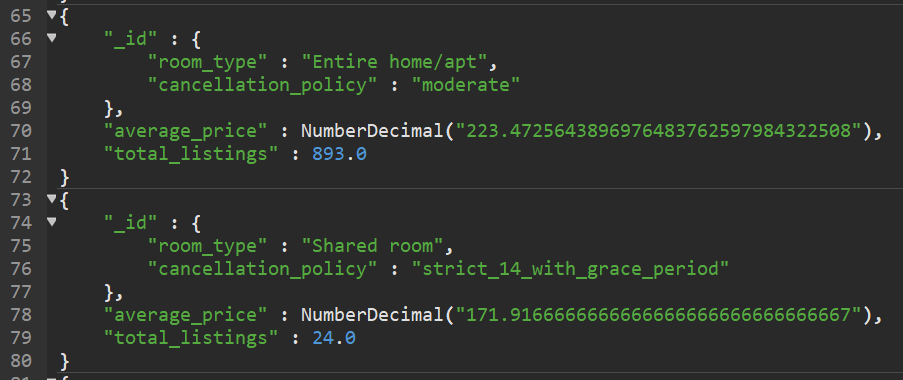 65 {
66 "_id" : {
67 "room_type" : "Entire home/apt",
68 "cancellation_policy" : "moderate"
69 },
70 "average_price" : NumberDecimal("223.4725643896976483762597984322508"),
71 "total_listings" : 893.0
72 }
73 {
74 "_id" : {
75 "room_type" : "Shared room",
76 "cancellation_policy" : "strict_14_with_grace_period"
77 },
78 "average_price" : NumberDecimal("171.9166666666666666666666666666667"),
79 "total_listings" : 24.0
80 }